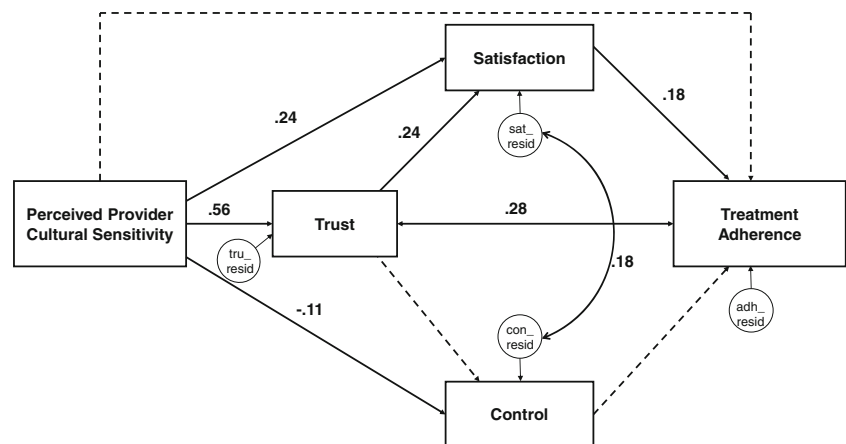 Satisfaction
.18
.24
.24
sat_
resid
Perceived Provider
Cultural Sensitivity
.56
Trust
.28
Treatment
Adherence
tru_
resid
.18
-.11
con_
resid
adh_
resid
Control